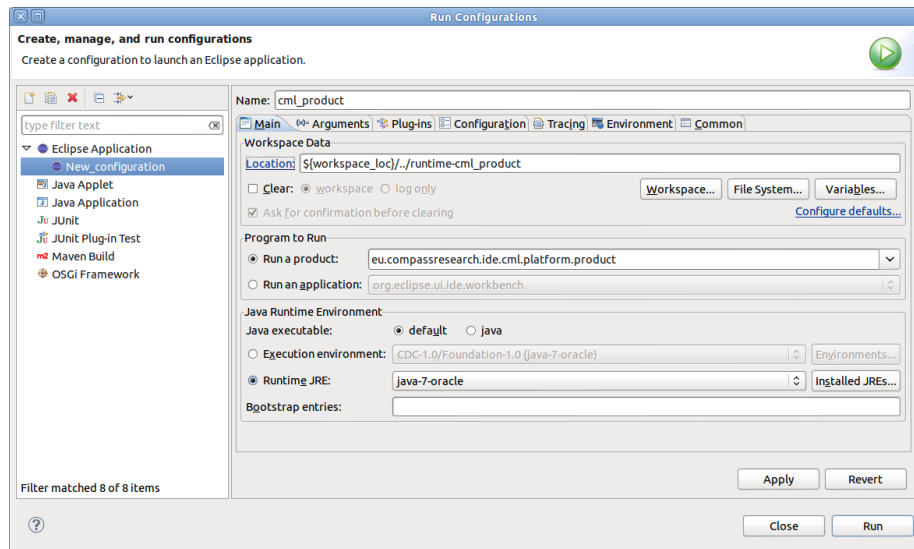 Run Configurations
Create, manage, and run configurations
Create a configuration to launch an Eclipse application.
type filter text
Eclipse Application
New_configuration
Java Applet
Java Application
Ju JUnit
JUnit Plug-in Test
m2 Maven Build
OSGi Framework
Filter matched 8 of 8 items
Name: cml_product
Main (x)= Arguments Plug-ins Configuration Tracing Environment Common
Workspace Data
Location: ${workspace_loc}/../runtime-cml_product
Clear: workspace log only Workspace... File System... Variables...
Ask for confirmation before clearing Configure defaults...
Program to Run
Run a product: eu.compassresearch.ide.cml.platform.product
Run an application: org.eclipse.ui.ide.workbench
Java Runtime Environment
Java executable: default java
Execution environment: CDC-1.0/Foundation-1.0 (java-7-oracle) Environments...
Runtime JRE: java-7-oracle Installed JREs...
Bootstrap entries:
Apply Revert
? Close Run